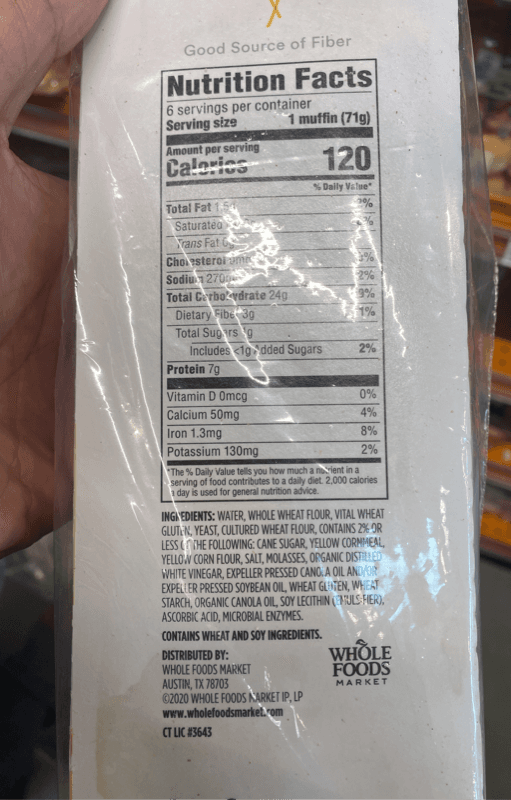 Good Source of Fiber
Nutrition Facts
6 servings per container
Serving size 1 muffin (71g)
Amount per serving
Calories 120
% Daily Value*
Total Fat
Saturated
Trans Fat
Cholesterol
Sodium
Total Carbohydrate 24g
Dietary Fiber 3g
Total Sugars
Includes <1g Added Sugars 2%
Protein 7g
Vitamin D 0mcg 0%
Calcium 50mg 4%
Iron 1.3mg 8%
Potassium 130mg 2%
*The % Daily Value tells you how much a nutrient in a
serving of food contributes to a daily diet. 2,000 calories
a day is used for general nutrition advice.
INGREDIENTS: WATER, WHOLE WHEAT FLOUR, VITAL WHEAT
GLUTEN, YEAST, CULTURED WHEAT FLOUR, CONTAINS 2% OR
LESS OF THE FOLLOWING: CANE SUGAR, YELLOW CORNMEAL,
YELLOW CORN FLOUR, SALT, MOLASSES, ORGANIC DISTILLED
WHITE VINEGAR, EXPELLER PRESSED CANOLA OIL AND/OR
EXPELLER PRESSED SOYBEAN OIL, WHEAT GLUTEN, WHEAT
STARCH, ORGANIC CANOLA OIL, SOY LECITHIN (EMULSIFIER),
ASCORBIC ACID, MICROBIAL ENZYMES.
CONTAINS WHEAT AND SOY INGREDIENTS.
DISTRIBUTED BY:
WHOLE FOODS MARKET
AUSTIN, TX 78703
©2020 WHOLE FOODS MARKET IP, LP
www.wholefoodsmarket.com
CT LIC #3643
WHOLE
FOODS
MARKET